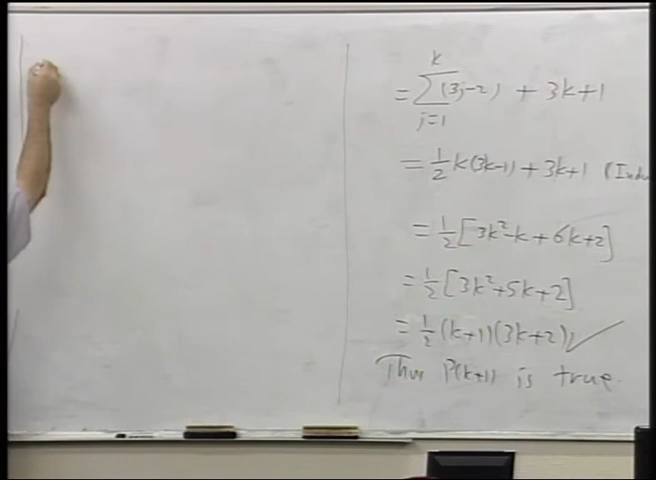 k
= ∑ (3j-2) + 3k+1
j=1
= 1/2 k(3k-1) + 3k+1 (Indu
= 1/2 [3k²-k+6k+2]
= 1/2 [3k²+5k+2]
= 1/2 (k+1)(3k+2), ✓
Thus P(k+1) is true.